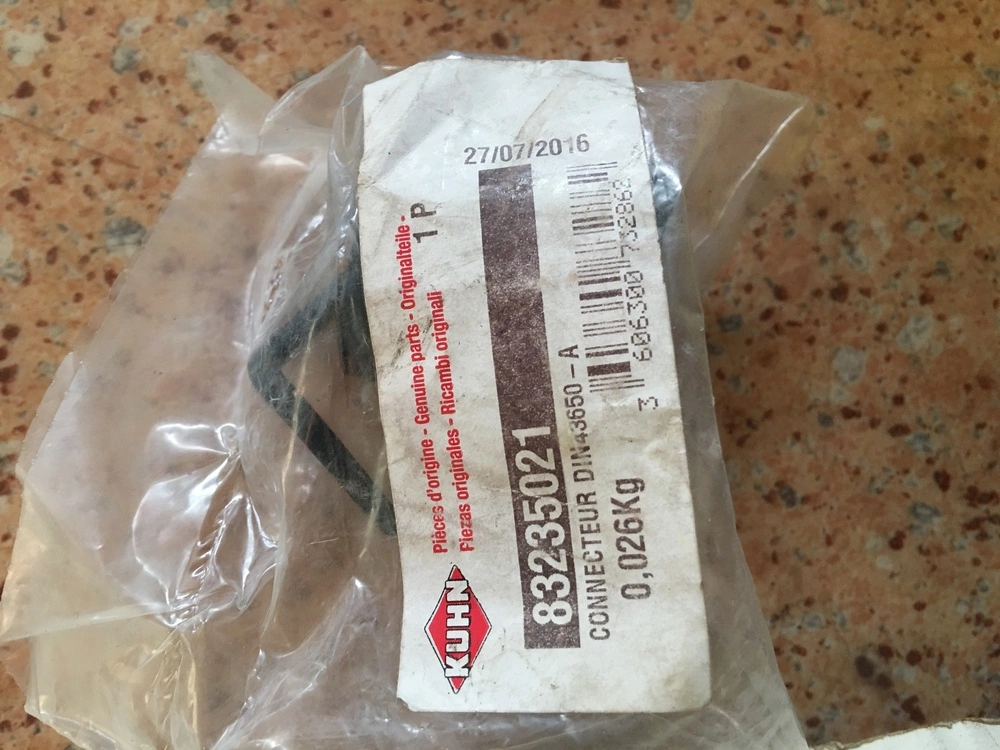 KUHN
Pièces d'origine - Genuine parts - Originalteile -
Piezas originales - Ricambi originali
1 P
83235021
CONNECTEUR DIN43650-A
0,026Kg
27/07/2016
3 606300 732862